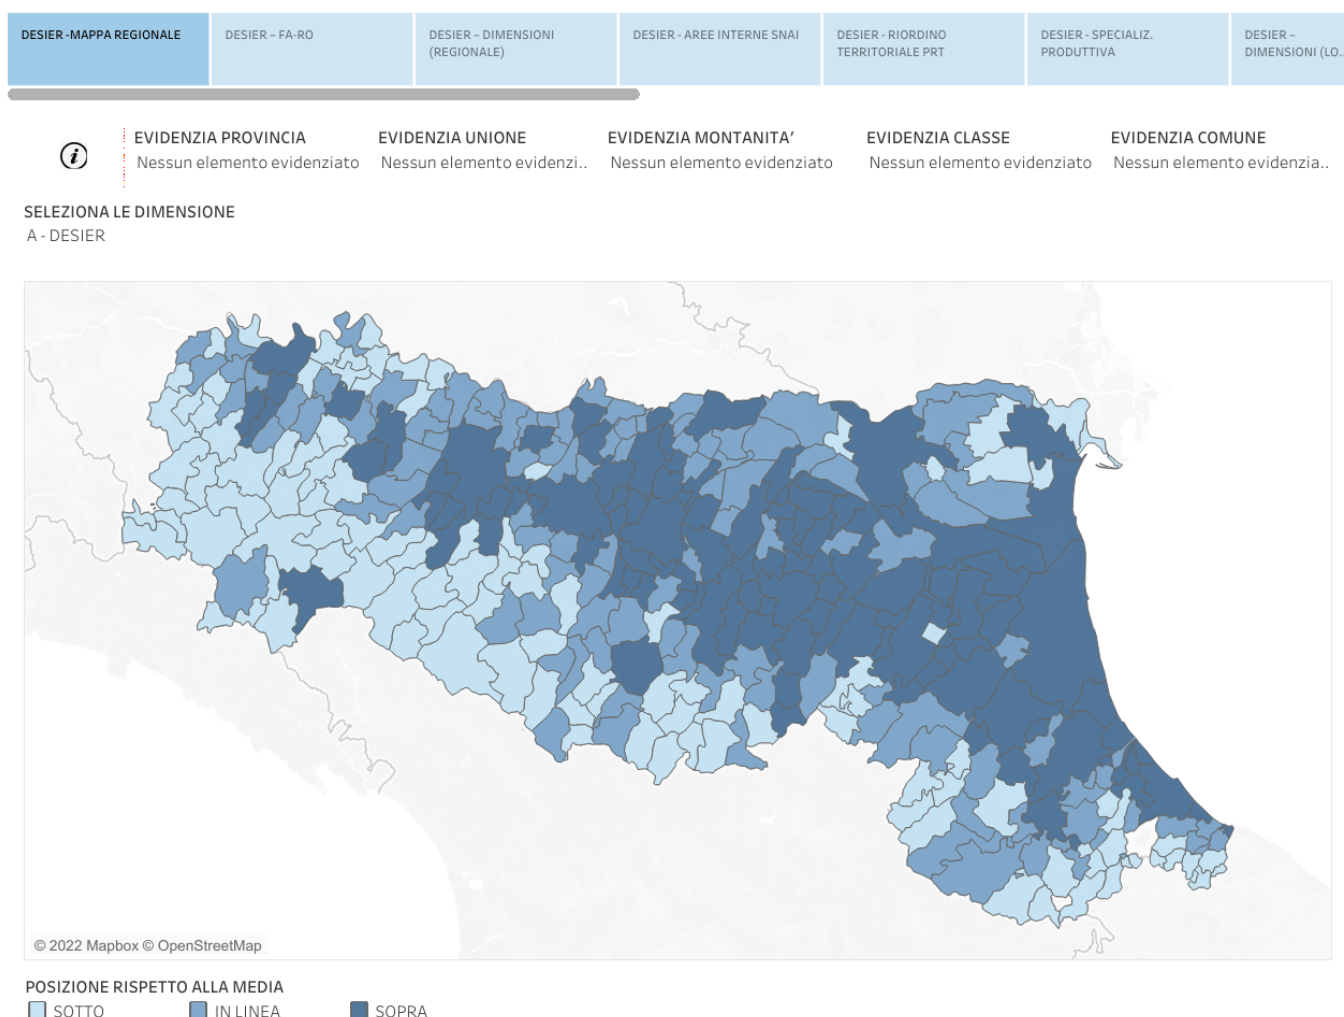 DESIER -MAPPA REGIONALE
DESIER – FA-RO
DESIER – DIMENSIONI
(REGIONALE)
DESIER - AREE INTERNE SNAI
DESIER - RIORDINO
TERRITORIALE PRT
DESIER - SPECIALIZ.
PRODUTTIVA
DESIER –
DIMENSIONI (LO..
i
EVIDENZIA PROVINCIA
Nessun elemento evidenziato
EVIDENZIA UNIONE
Nessun elemento evidenzi..
EVIDENZIA MONTANITA’
Nessun elemento evidenziato
EVIDENZIA CLASSE
Nessun elemento evidenziato
EVIDENZIA COMUNE
Nessun elemento evidenzia..
SELEZIONA LE DIMENSIONE
A - DESIER
© 2022 Mapbox © OpenStreetMap
POSIZIONE RISPETTO ALLA MEDIA
SOTTO
IN LINEA
SOPRA